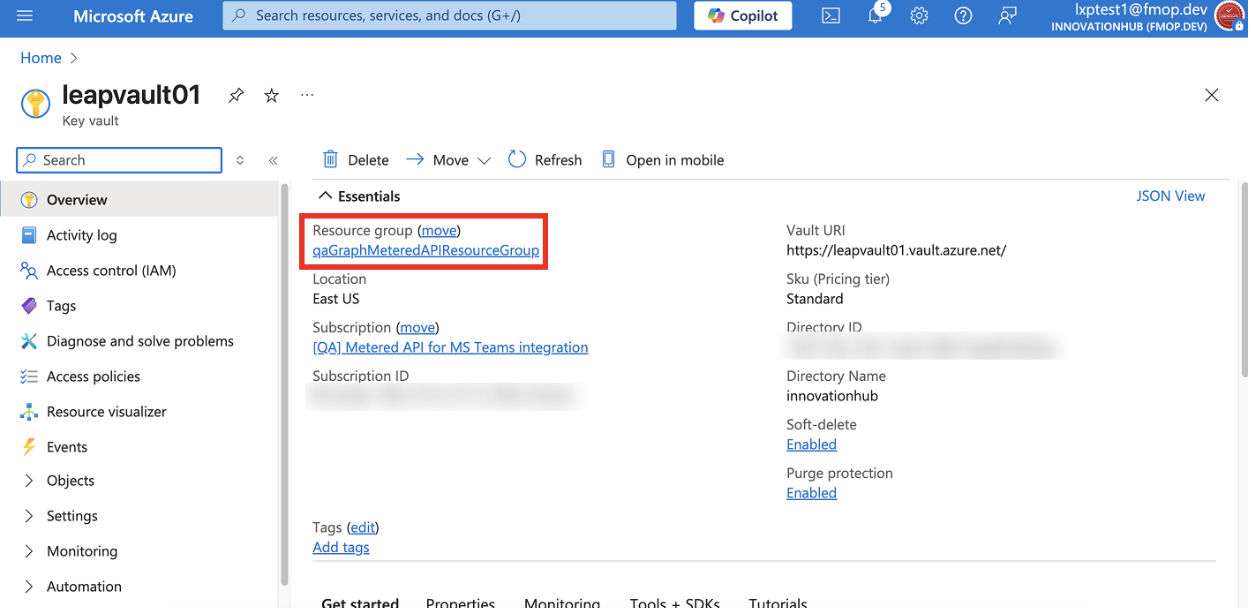 Microsoft Azure
Search resources, services, and docs (G+/)
Copilot
5
lxptest1@fmop.dev
INNOVATIONHUB (FMOP.DEV)
Home >
leapvault01
Key vault
Search
Delete
Move
Refresh
Open in mobile
Overview
Activity log
Access control (IAM)
Tags
Diagnose and solve problems
Access policies
Resource visualizer
Events
Objects
Settings
Monitoring
Automation
Essentials
JSON View
Resource group (move)
qaGraphMeteredAPIResourceGroup
Location
East US
Subscription (move)
[QA] Metered API for MS Teams integration
Subscription ID
Vault URI
https://leapvault01.vault.azure.net/
Sku (Pricing tier)
Standard
Directory ID
Directory Name
innovationhub
Soft-delete
Enabled
Purge protection
Enabled
Tags (edit)
Add tags
Get started
Properties
Monitoring
Tools + SDKs
Tutorials